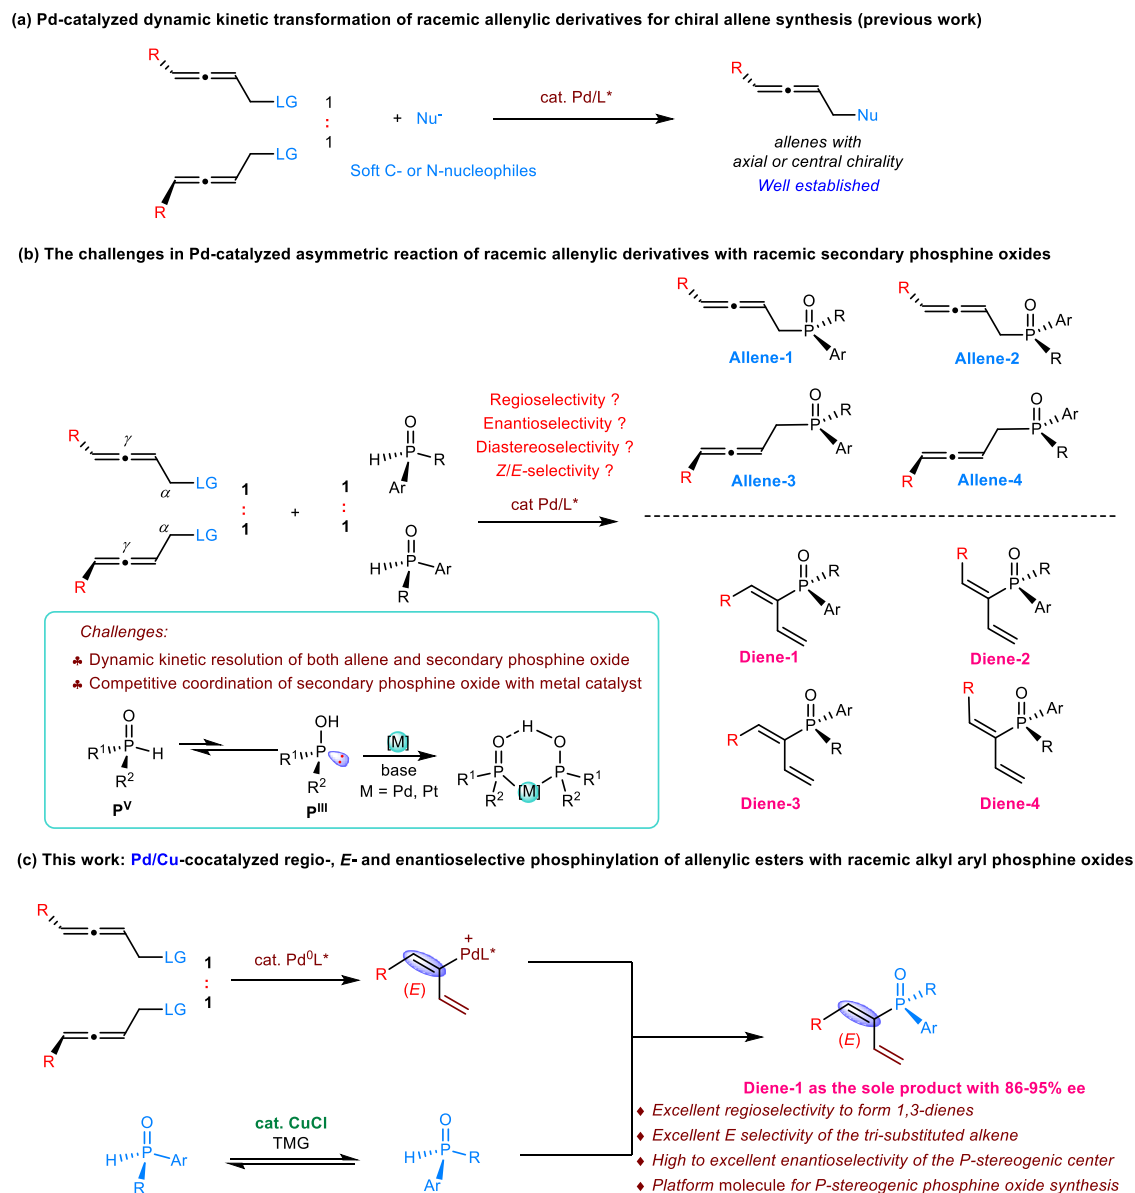 (a) Pd-catalyzed dynamic kinetic transformation of racemic allenylic derivatives for chiral allene synthesis (previous work)
R
LG
1
:
1
LG
R
+ Nu-
Soft C- or N-nucleophiles
cat. Pd/L*
R
Nu
allenes with
axial or central chirality
Well established
(b) The challenges in Pd-catalyzed asymmetric reaction of racemic allenylic derivatives with racemic secondary phosphine oxides
R
γ
α
LG
1
:
1
α
LG
γ
R
+
O
H P R
Ar
1
:
1
O
H P Ar
R
Regioselectivity ?
Enantioselectivity ?
Diastereoselectivity ?
Z/E-selectivity ?
cat Pd/L*
R
O
P R
Ar
Allene-1
R
O
P Ar
R
Allene-2
O
P R
Ar
R
Allene-3
O
P Ar
R
R
Allene-4
O
R P R
Ar
Diene-1
R
O
P R
Ar
Diene-2
O
R P Ar
R
Diene-3
R
O
P Ar
R
Diene-4
Challenges:
♣ Dynamic kinetic resolution of both allene and secondary phosphine oxide
♣ Competitive coordination of secondary phosphine oxide with metal catalyst
O
R1 P H
R2
PV
OH
R1 P :
R2
PIII
[M]
base
M = Pd, Pt
H
O O
R1 P P R1
R2 [M] R2
(c) This work: Pd/Cu-cocatalyzed regio-, E- and enantioselective phosphinylation of allenylic esters with racemic alkyl aryl phosphine oxides
R
LG
1
:
1
LG
R
cat. Pd0L*
+
PdL*
R
(E)
O
H P Ar
R
cat. CuCl
TMG
O
H P R
Ar
O
P R
Ar
R
(E)
Diene-1 as the sole product with 86-95% ee
♦ Excellent regioselectivity to form 1,3-dienes
♦ Excellent E selectivity of the tri-substituted alkene
♦ High to excellent enantioselectivity of the P-stereogenic center
♦ Platform molecule for P-stereogenic phosphine oxide synthesis